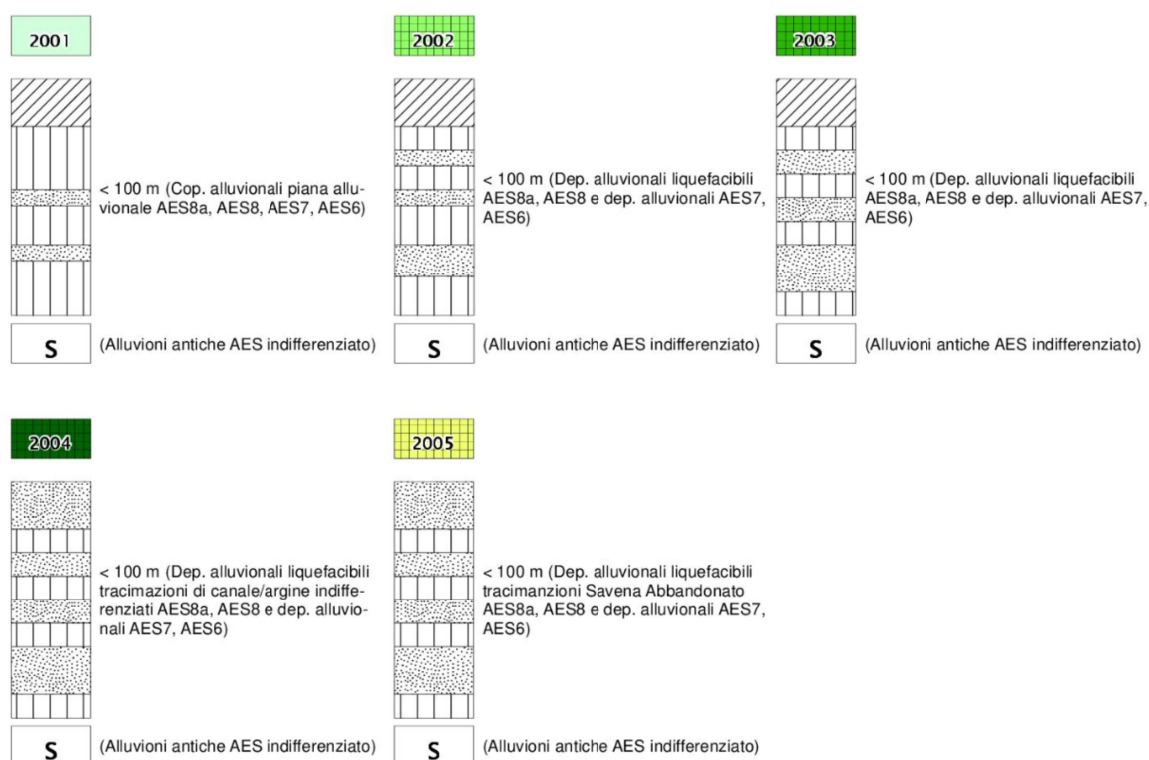 2001
< 100 m (Cop. alluvionali piana allu-
vionale AES8a, AES8, AES7, AES6)
S
(Alluvioni antiche AES indifferenziato)
2002
< 100 m (Dep. alluvionali liquefacibili
AES8a, AES8 e dep. alluvionali AES7,
AES6)
S
(Alluvioni antiche AES indifferenziato)
2003
< 100 m (Dep. alluvionali liquefacibili
AES8a, AES8 e dep. alluvionali AES7,
AES6)
S
(Alluvioni antiche AES indifferenziato)
2004
< 100 m (Dep. alluvionali liquefacibili
tracimazioni di canale/argine indiffe-
renziati AES8a, AES8 e dep. alluvio-
nali AES7, AES6)
S
(Alluvioni antiche AES indifferenziato)
2005
< 100 m (Dep. alluvionali liquefacibili
tracimanzioni Savena Abbandonato
AES8a, AES8 e dep. alluvionali AES7,
AES6)
S
(Alluvioni antiche AES indifferenziato)